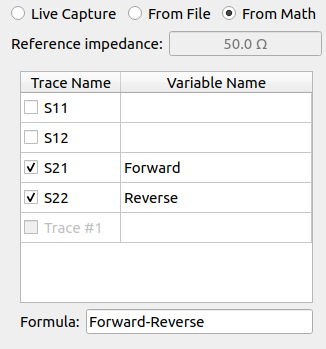 Live Capture From File From Math
Reference impedance: 50.0 Ω
Trace Name Variable Name
S11
S12
S21 Forward
S22 Reverse
Trace #1
Formula: Forward-Reverse